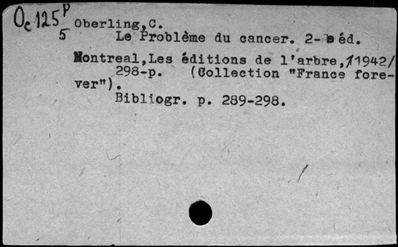 Oc 125P Oberling,C.
5 Le Problème du cancer. 2- éd.
Montreal,Les éditions de l'arbre,/1942/
298-p. (Collection "France fore-
ver").
Bibliogr. p. 289-298.